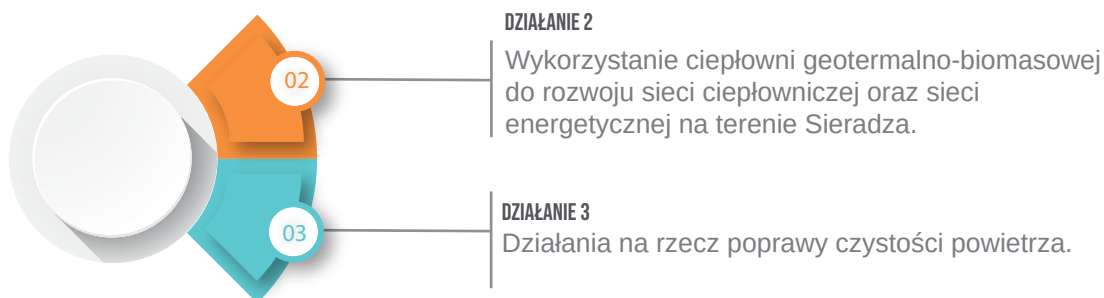 DZIAŁANIE 2
02
Wykorzystanie ciepłowni geotermalno-biomasowej
do rozwoju sieci ciepłowniczej oraz sieci
energetycznej na terenie Sieradza.
DZIAŁANIE 3
03
Działania na rzecz poprawy czystości powietrza.